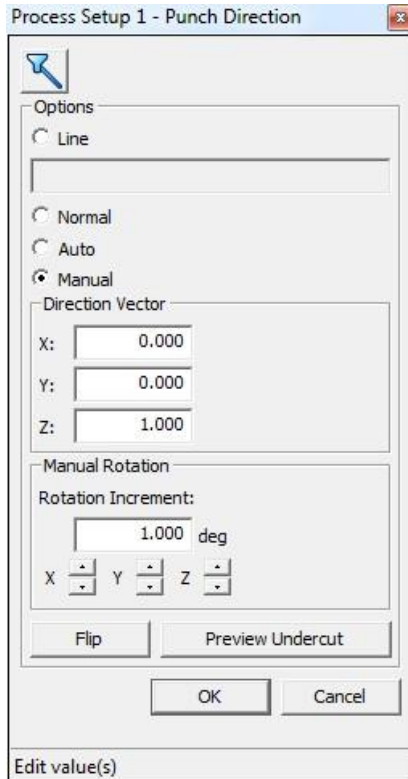 Process Setup 1 - Punch Direction
Options
Line
Normal
Auto
Manual
Direction Vector
X: 0.000
Y: 0.000
Z: 1.000
Manual Rotation
Rotation Increment:
1.000 deg
X Y Z
Flip Preview Undercut
OK Cancel
Edit value(s)